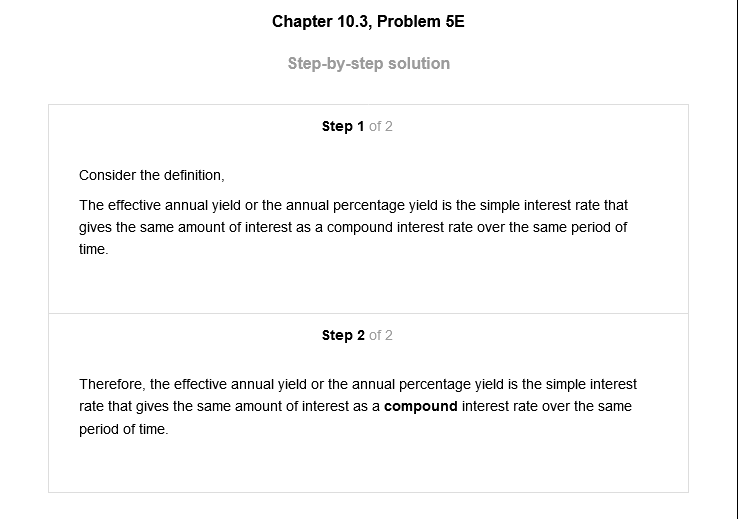 Chapter 10.3, Problem 5E
Step-by-step solution
Step 1 of 2
Consider the definition,
The effective annual yield or the annual percentage yield is the simple interest rate that
gives the same amount of interest as a compound interest rate over the same period of
time.
Step 2 of 2
Therefore, the effective annual yield or the annual percentage yield is the simple interest
rate that gives the same amount of interest as a compound interest rate over the same
period of time.